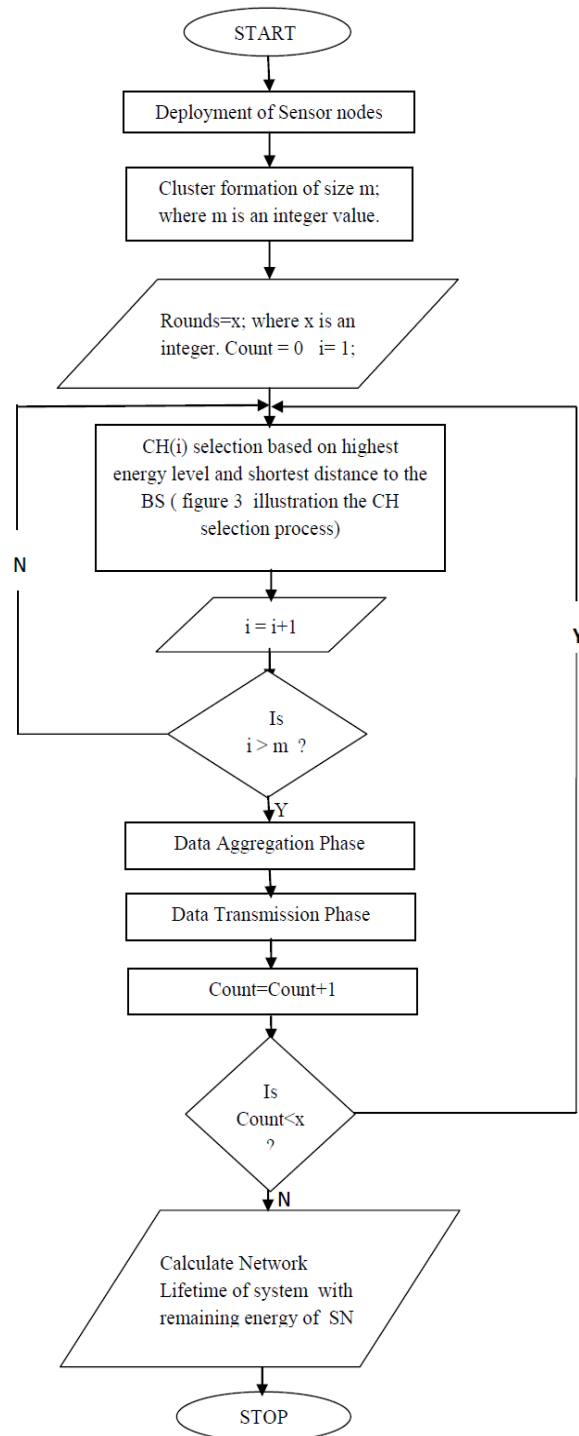 START
Deployment of Sensor nodes
Cluster formation of size m;
where m is an integer value.
Rounds=x; where x is an
integer. Count = 0 i= 1;
CH(i) selection based on highest
energy level and shortest distance to the
BS ( figure 3 illustration the CH
selection process)
N
i = i+1
Y
Is
i > m ?
Y
Data Aggregation Phase
Data Transmission Phase
Count=Count+1
Is
Count<x
?
N
Calculate Network
Lifetime of system with
remaining energy of SN
STOP